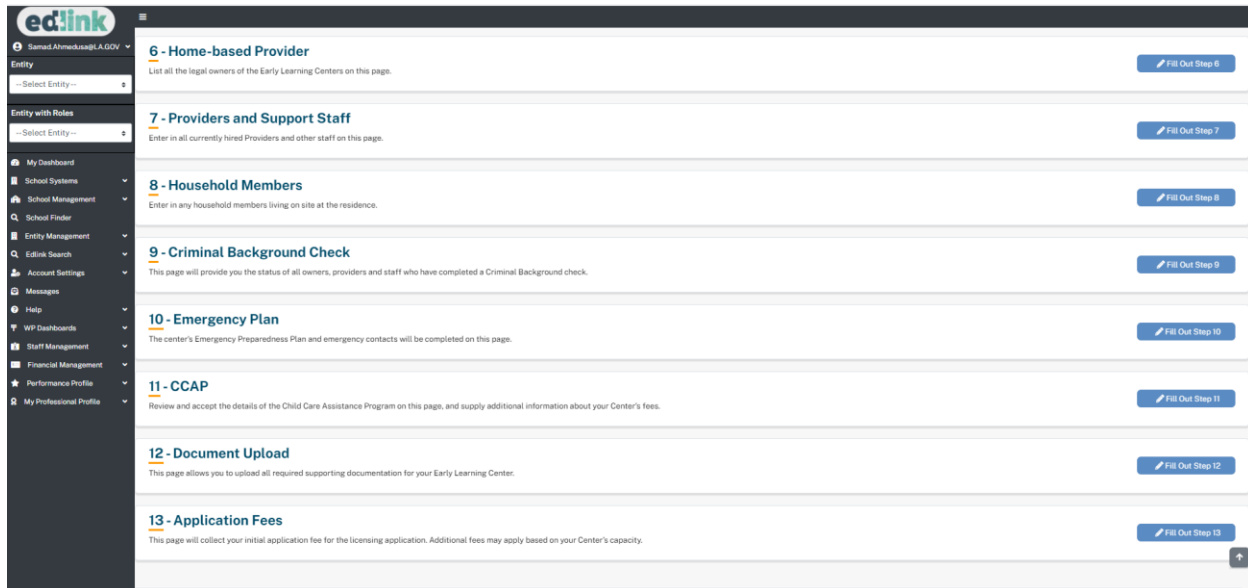 ed:link
Samad.Ahmedusa@LA.GOV
Entity
--Select Entity--
Entity with Roles
--Select Entity--
My Dashboard
School Systems
School Management
School Finder
Entity Management
Edlink Search
Account Settings
Messages
Help
WP Dashboards
Staff Management
Financial Management
Performance Profile
My Professional Profile
6 - Home-based Provider
List all the legal owners of the Early Learning Centers on this page.
Fill Out Step 6
7 - Providers and Support Staff
Enter in all currently hired Providers and other staff on this page.
Fill Out Step 7
8 - Household Members
Enter in any household members living on site at the residence.
Fill Out Step 8
9 - Criminal Background Check
This page will provide you the status of all owners, providers and staff who have completed a Criminal Background check.
Fill Out Step 9
10 - Emergency Plan
The center's Emergency Preparedness Plan and emergency contacts will be completed on this page.
Fill Out Step 10
11 - CCAP
Review and accept the details of the Child Care Assistance Program on this page, and supply additional information about your Center's fees.
Fill Out Step 11
12 - Document Upload
This page allows you to upload all required supporting documentation for your Early Learning Center.
Fill Out Step 12
13 - Application Fees
This page will collect your initial application fee for the licensing application. Additional fees may apply based on your Center's capacity.
Fill Out Step 13